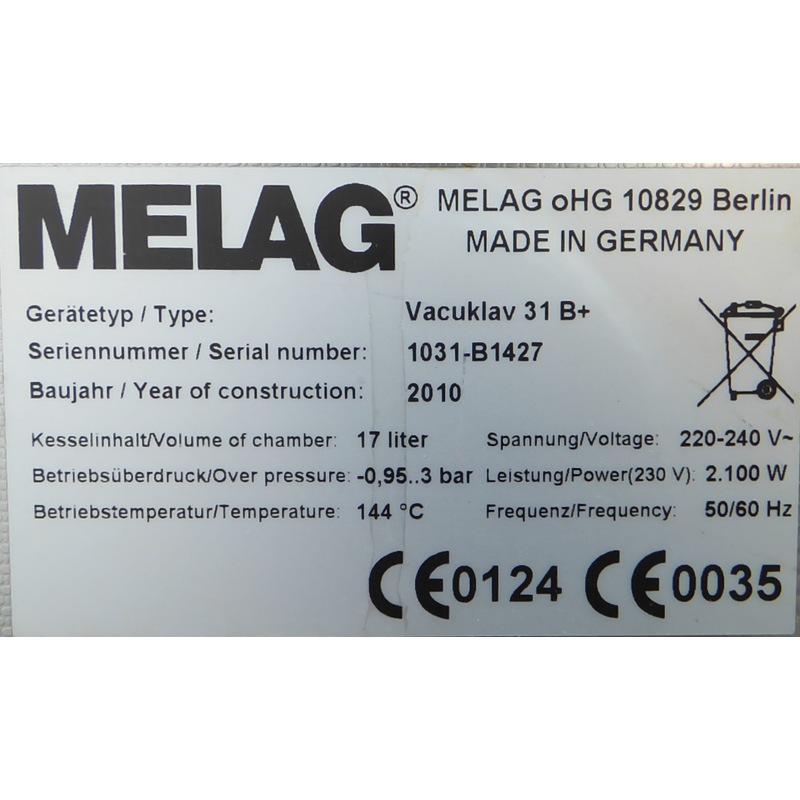 MELAG® MELAG oHG 10829 Berlin
MADE IN GERMANY
Gerätetyp / Type: Vacuklav 31 B+
Seriennummer / Serial number: 1031-B1427
Baujahr / Year of construction: 2010
Kesselinhalt/Volume of chamber: 17 liter Spannung/Voltage: 220-240 V~
Betriebsüberdruck/Over pressure: -0,95..3 bar Leistung/Power(230 V): 2.100 W
Betriebstemperatur/Temperature: 144 °C Frequenz/Frequency: 50/60 Hz
CE0124 CE0035